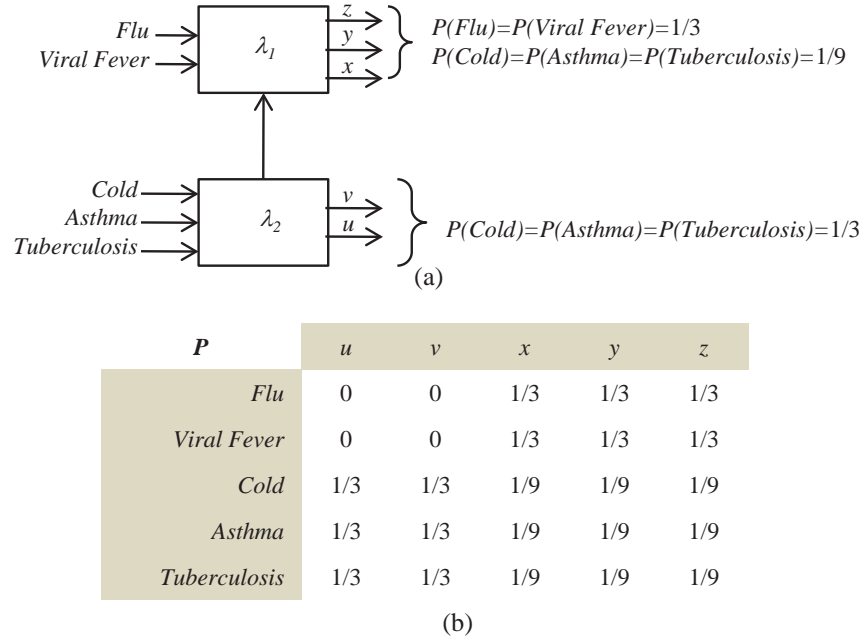 Flu
Viral Fever
λ1
z
y
x
P(Flu)=P(Viral Fever)=1/3
P(Cold)=P(Asthma)=P(Tuberculosis)=1/9
Cold
Asthma
Tuberculosis
λ2
v
u
P(Cold)=P(Asthma)=P(Tuberculosis)=1/3
(a)
P u v x y z
Flu 0 0 1/3 1/3 1/3
Viral Fever 0 0 1/3 1/3 1/3
Cold 1/3 1/3 1/9 1/9 1/9
Asthma 1/3 1/3 1/9 1/9 1/9
Tuberculosis 1/3 1/3 1/9 1/9 1/9
(b)